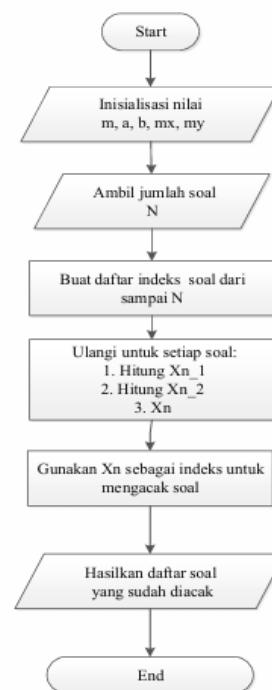 Start
Inisialisasi nilai
m, a, b, mx, my
Ambil jumlah soal
N
Buat daftar indeks soal dari
sampai N
Ulangi untuk setiap soal:
1. Hitung Xn_1
2. Hitung Xn_2
3. Xn
Gunakan Xn sebagai indeks untuk
mengacak soal
Hasilkan daftar soal
yang sudah diacak
End